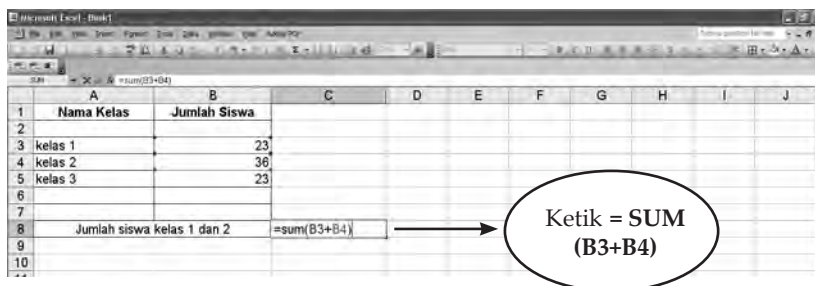 Microsoft Excel - Book1
SUM =sum(B3+B4)
A B C D E F G H I J
1 Nama Kelas Jumlah Siswa
2
3 kelas 1 23
4 kelas 2 36
5 kelas 3 23
6
7
8 Jumlah siswa kelas 1 dan 2 =sum(B3+B4)
9
10
Ketik = SUM
(B3+B4)